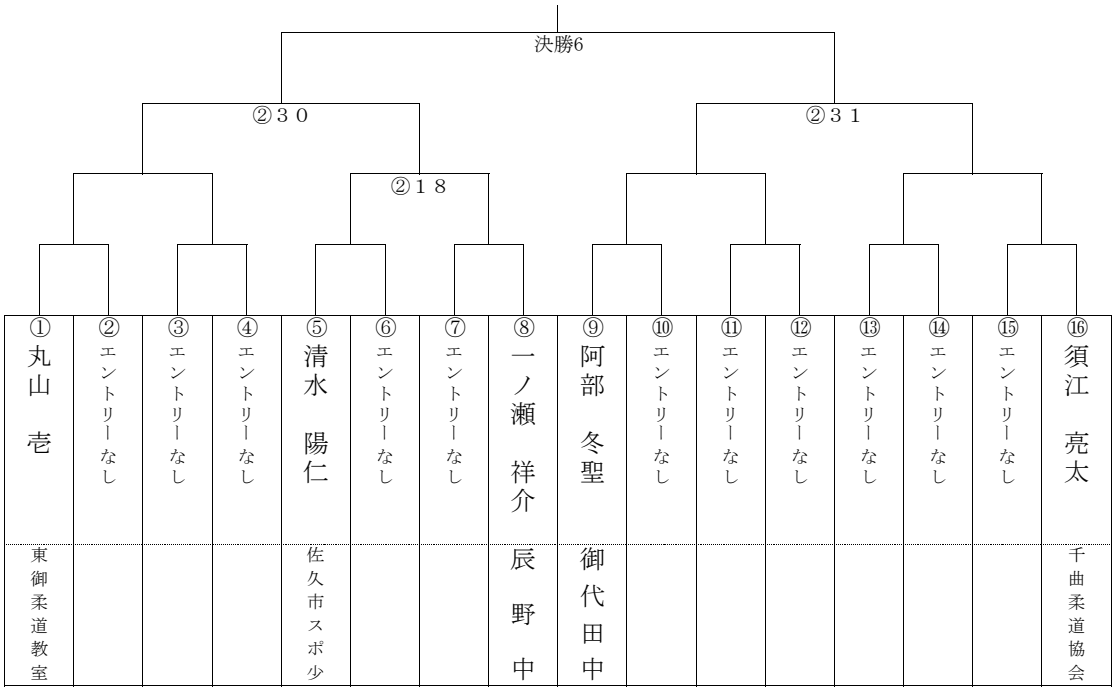 決勝6
②３０
②３１
②１８
①
丸山 壱
東御柔道教室
②
エントリーなし
③
エントリーなし
④
エントリーなし
⑤
清水 陽仁
佐久市スポ少
⑥
エントリーなし
⑦
エントリーなし
⑧
一ノ瀬 祥介
辰野中
⑨
阿部 冬聖
御代田中
⑩
エントリーなし
⑪
エントリーなし
⑫
エントリーなし
⑬
エントリーなし
⑭
エントリーなし
⑮
エントリーなし
⑯
須江 亮太
千曲柔道協会